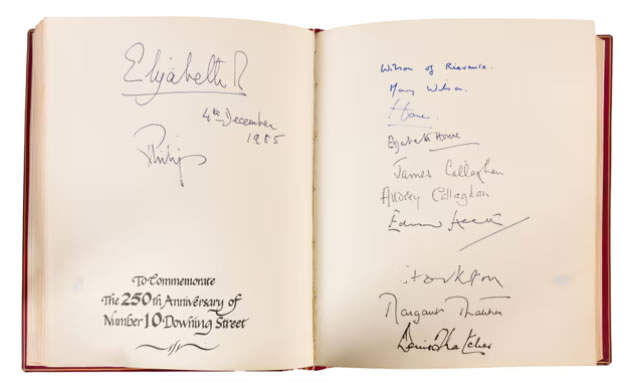 Elizabeth R
4th December
1985
Philip
To Commemorate
The 250th Anniversary of
Number 10 Downing Street
Wilson of Rievaulx.
Mary Wilson.
Home.
Elizabeth Home
James Callaghan
Audrey Callaghan
Edward Heath
Stockton
Margaret Thatcher
Denis Thatcher